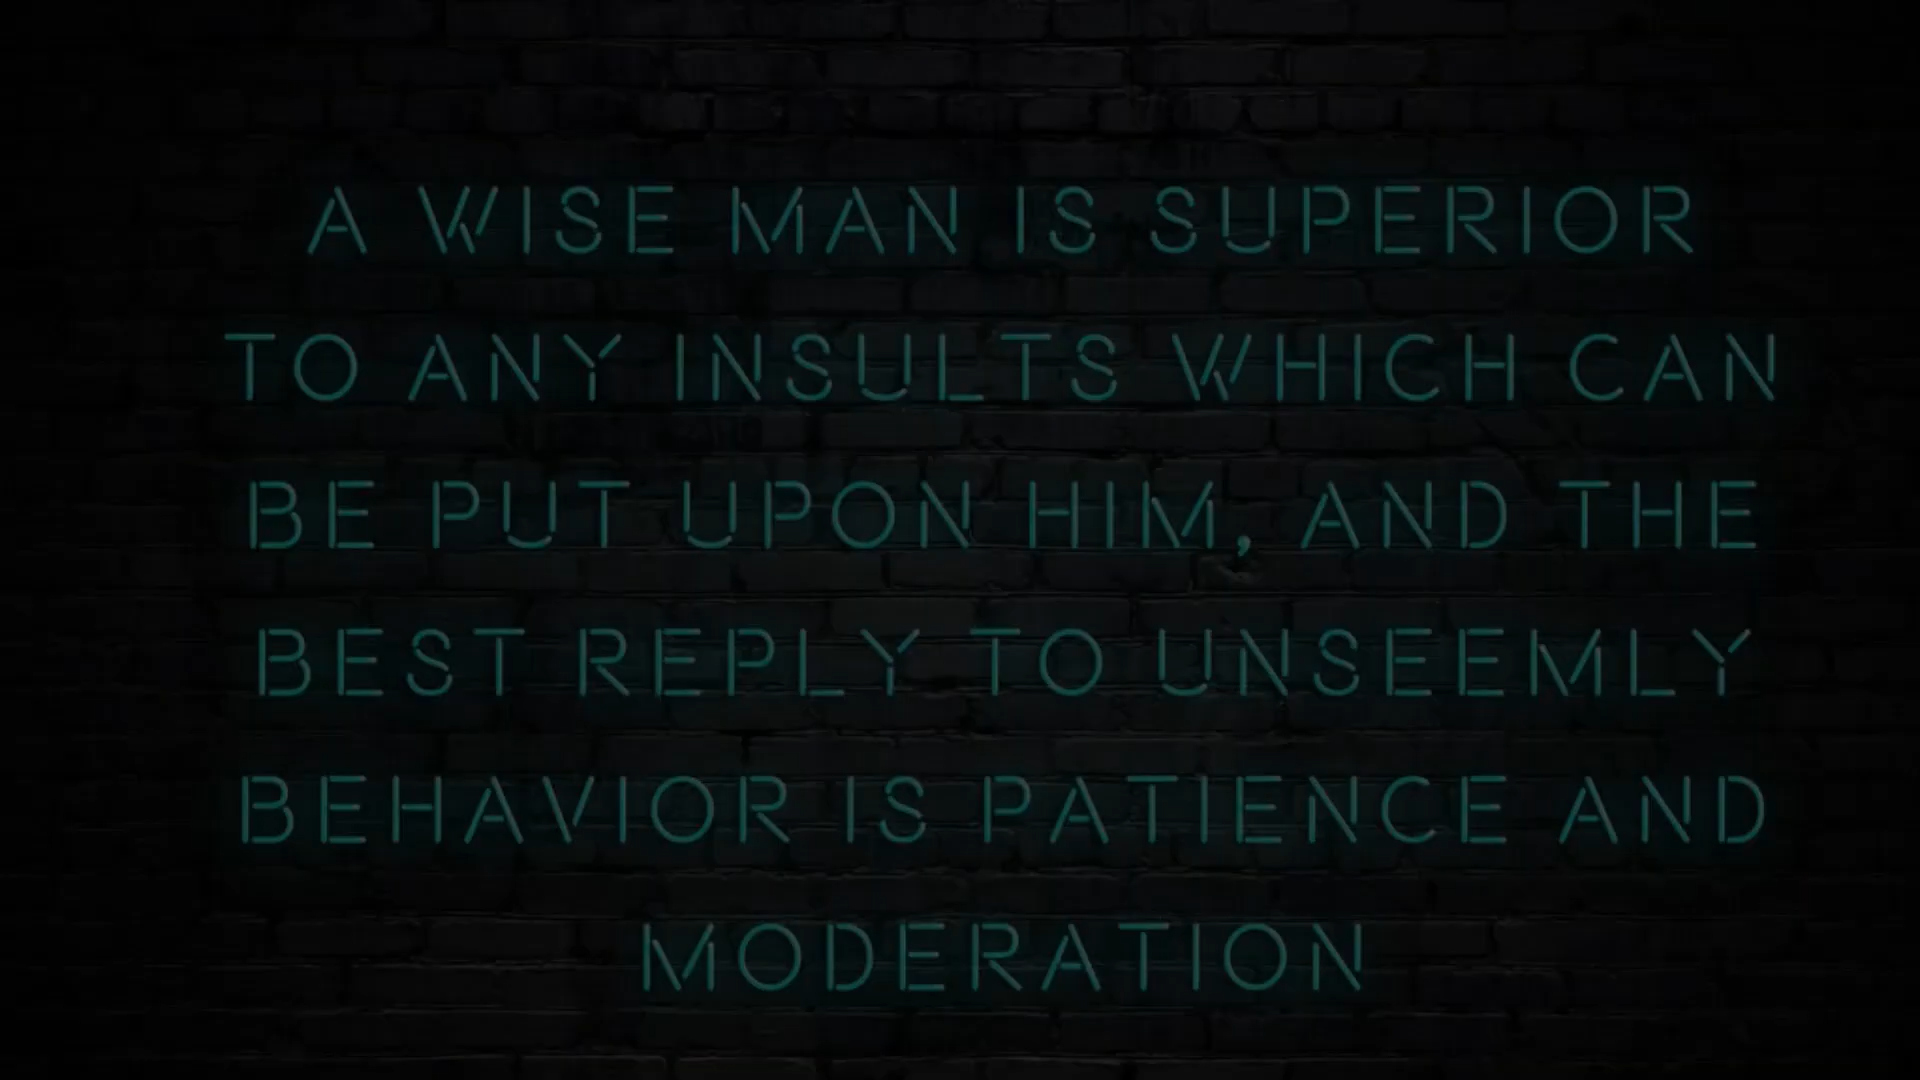 A WISE MAN IS SUPERIOR
TO ANY INSULTS WHICH CAN
BE PUT UPON HIM, AND THE
BEST REPLY TO UNSEEMLY
BEHAVIOR IS PATIENCE AND
MODERATION